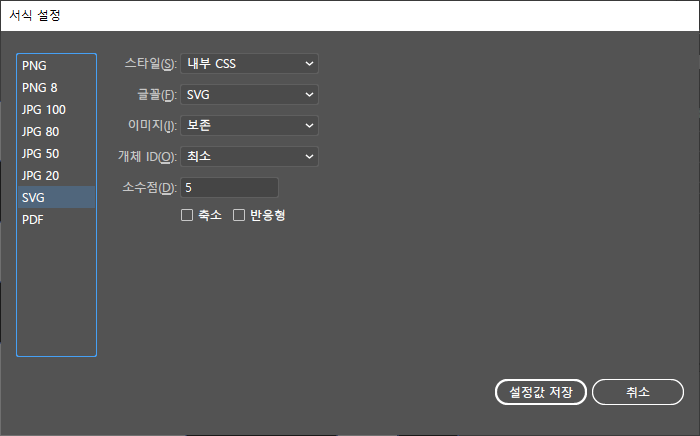 서식 설정
PNG
PNG 8
JPG 100
JPG 80
JPG 50
JPG 20
SVG
PDF
스타일(S): 내부 CSS
글꼴(F): SVG
이미지(I): 보존
개체 ID(O): 최소
소수점(D): 5
축소 반응형
설정값 저장 취소